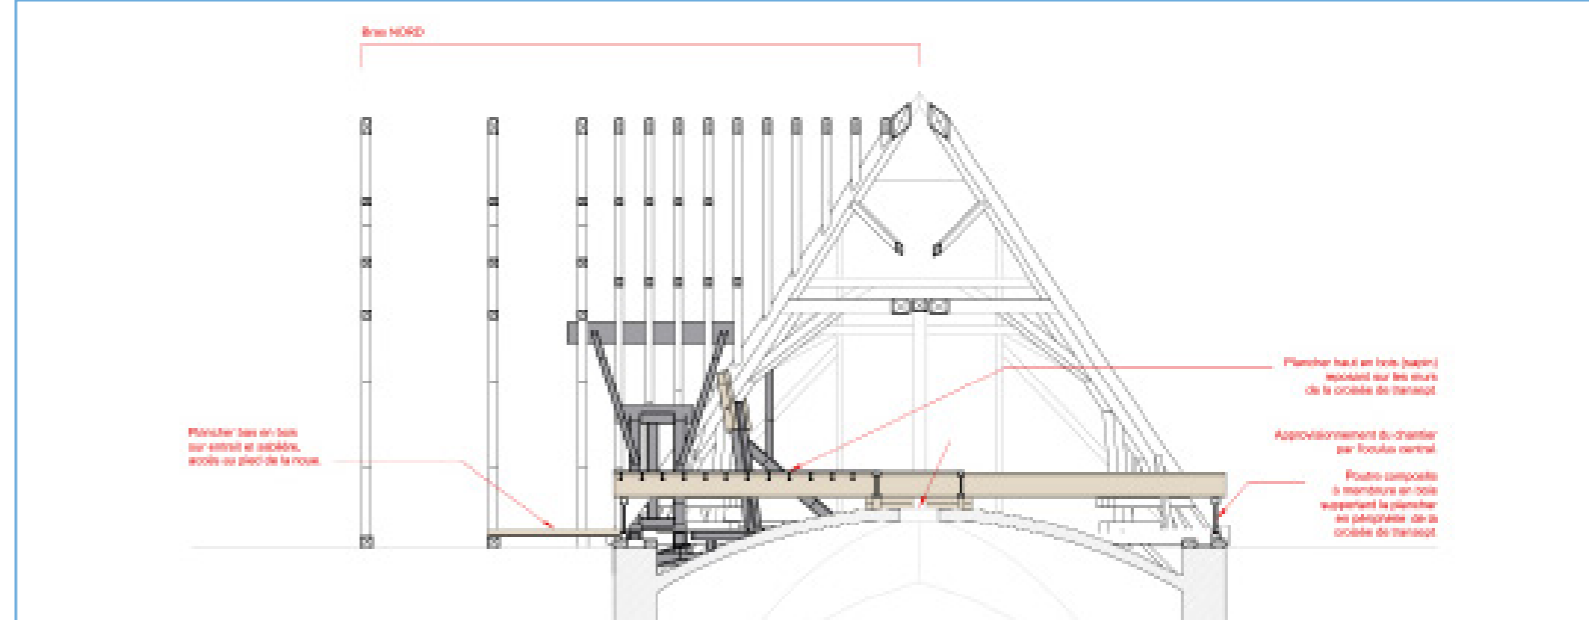 Bras NORD
Plancher haut en bois (sapin)
reposant sur les murs
de la croisée de transept.
Plancher bas en bois
sur entrait et sablière,
accès au pied de la noue.
Approvisionnement du chantier
par l'oculus central.
Poutre composite
à membrure en bois
supportant le plancher
en périphérie de la
croisée de transept.